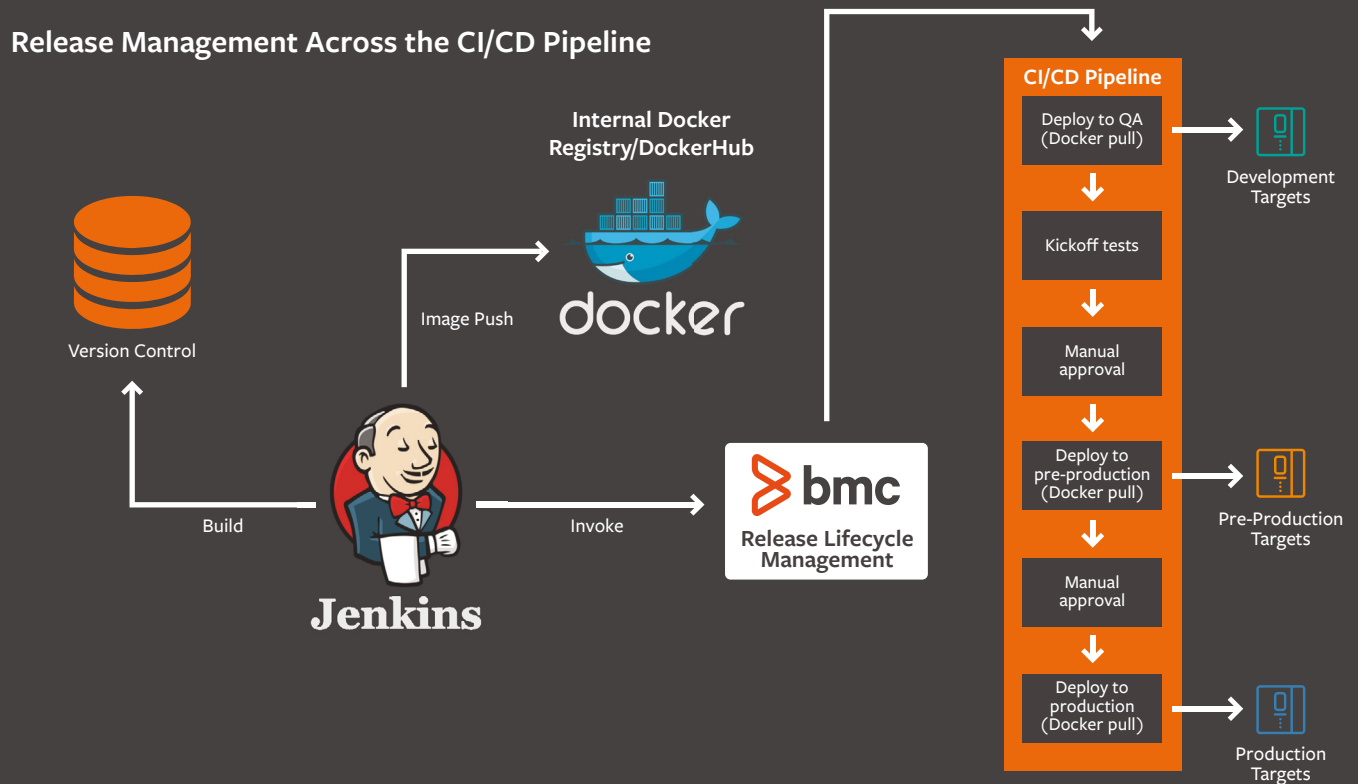 Release Management Across the CI/CD Pipeline
Version Control
Build
Image Push
Internal Docker
Registry/DockerHub
docker
Jenkins
Invoke
bmc
Release Lifecycle
Management
CI/CD Pipeline
Deploy to QA
(Docker pull)
Development
Targets
Kickoff tests
Manual
approval
Deploy to
pre-production
(Docker pull)
Pre-Production
Targets
Manual
approval
Deploy to
production
(Docker pull)
Production
Targets